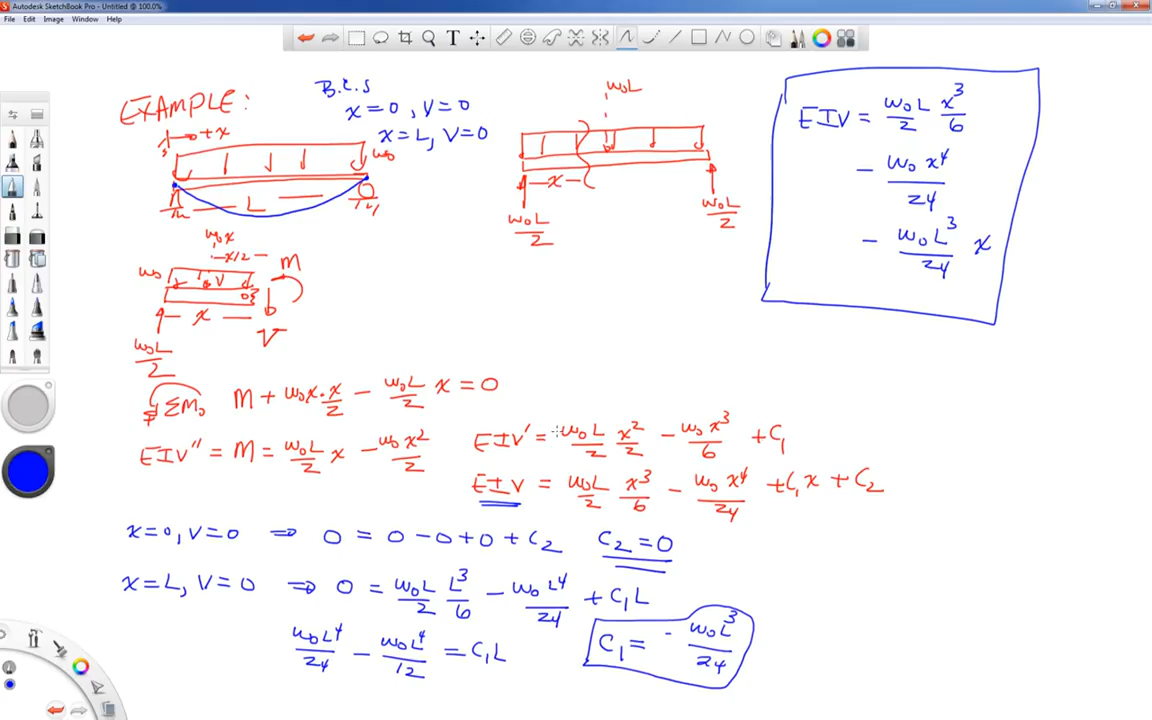 Autodesk SketchBook Pro - Untitled @ 100.0%
File Edit Image Window Help
EXAMPLE:
B.C.S
x=0, v=0
x=L, v=0
+x
w₀
L
w₀L
x
w₀L/2
w₀L/2
EIV = w₀L/2 x³/6
- w₀x⁴/24
- w₀L³/24 x
w₀x
x/2
w₀
M
x
V
w₀L/2
ΣM₀ M + w₀x·x/2 - w₀L/2 x = 0
EIV'' = M = w₀L/2 x - w₀x²/2
EIV' = w₀L/2 x²/2 - w₀x³/6 + C₁
EIV = w₀L/2 x³/6 - w₀x⁴/24 + C₁x + C₂
x=0, v=0 ⇒ 0 = 0 - 0 + 0 + C₂ C₂ = 0
x=L, v=0 ⇒ 0 = w₀L/2 L³/6 - w₀L⁴/24 + C₁L
w₀L⁴/24 - w₀L⁴/12 = C₁L C₁ = - w₀L³/24